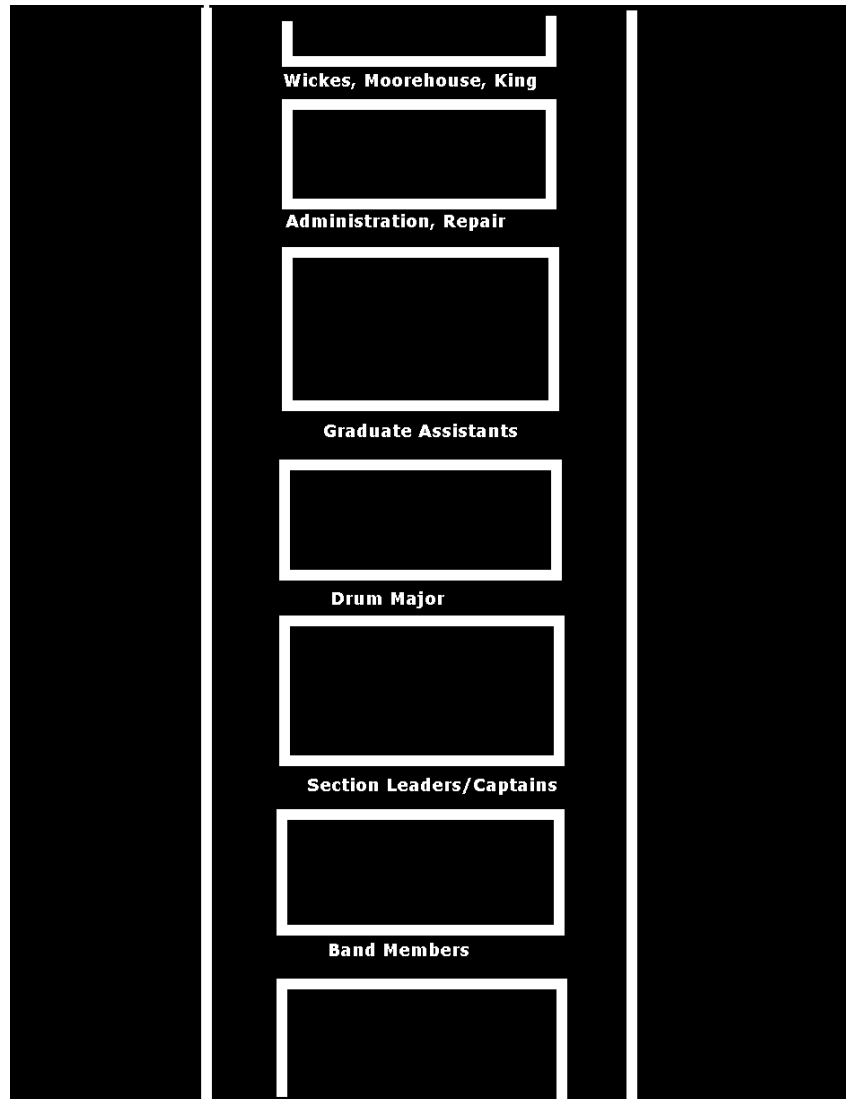 Wickes, Moorehouse, King
Administration, Repair
Graduate Assistants
Drum Major
Section Leaders/Captains
Band Members